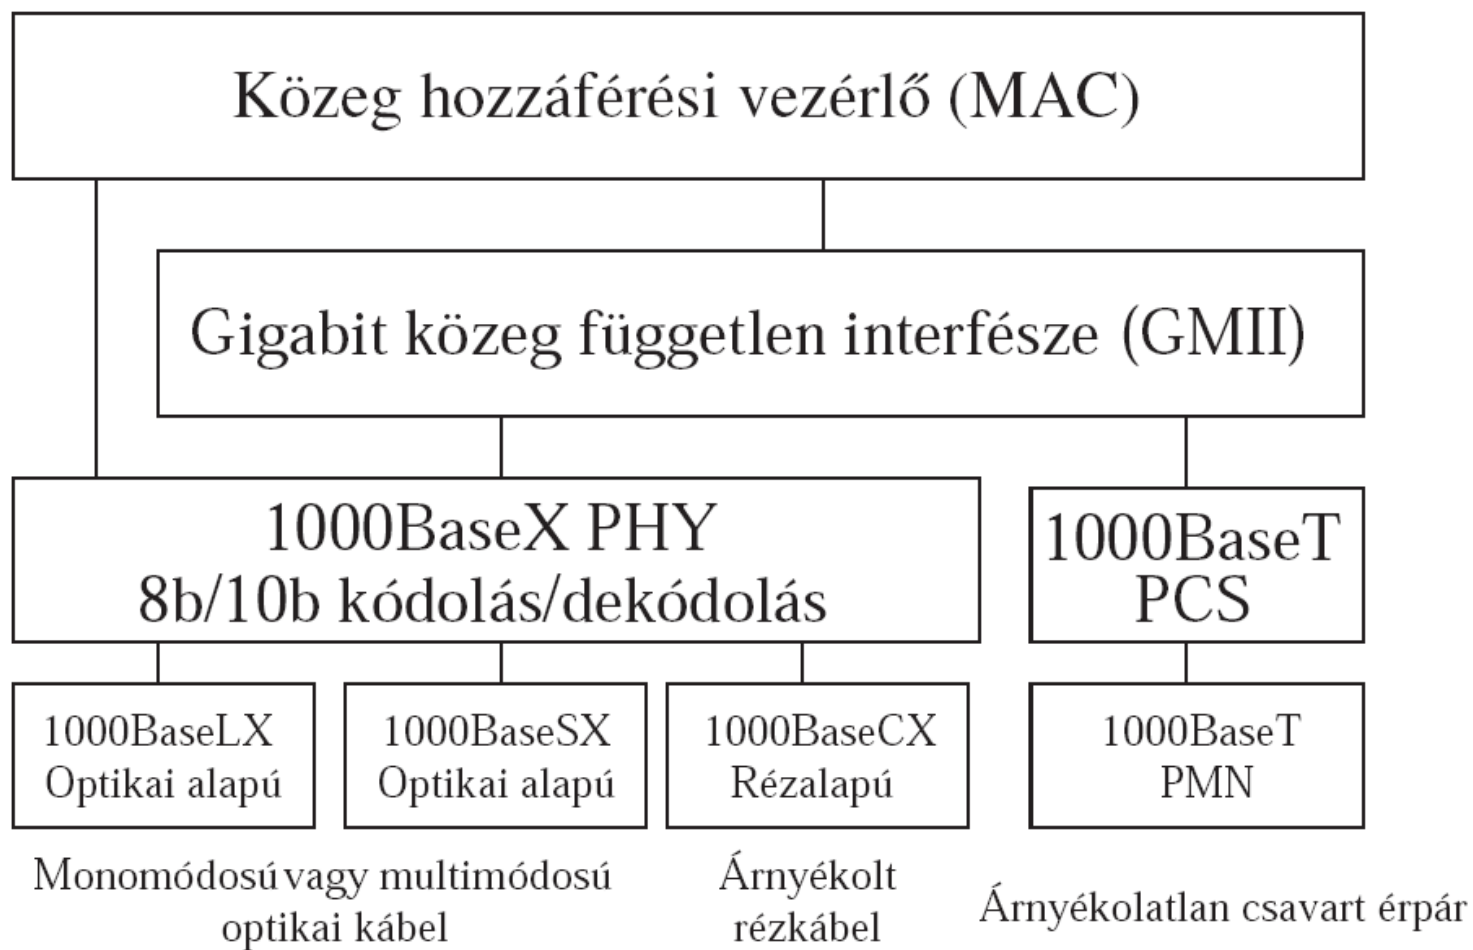 Közeg hozzáférési vezérlő (MAC)
Gigabit közeg független interfésze (GMII)
1000BaseX PHY
8b/10b kódolás/dekódolás
1000BaseT
PCS
1000BaseLX
Optikai alapú
1000BaseSX
Optikai alapú
1000BaseCX
Rézalapú
1000BaseT
PMN
Monomódosú vagy multimódosú
optikai kábel
Árnyékolt
rézkábel
Árnyékolatlan csavart érpár